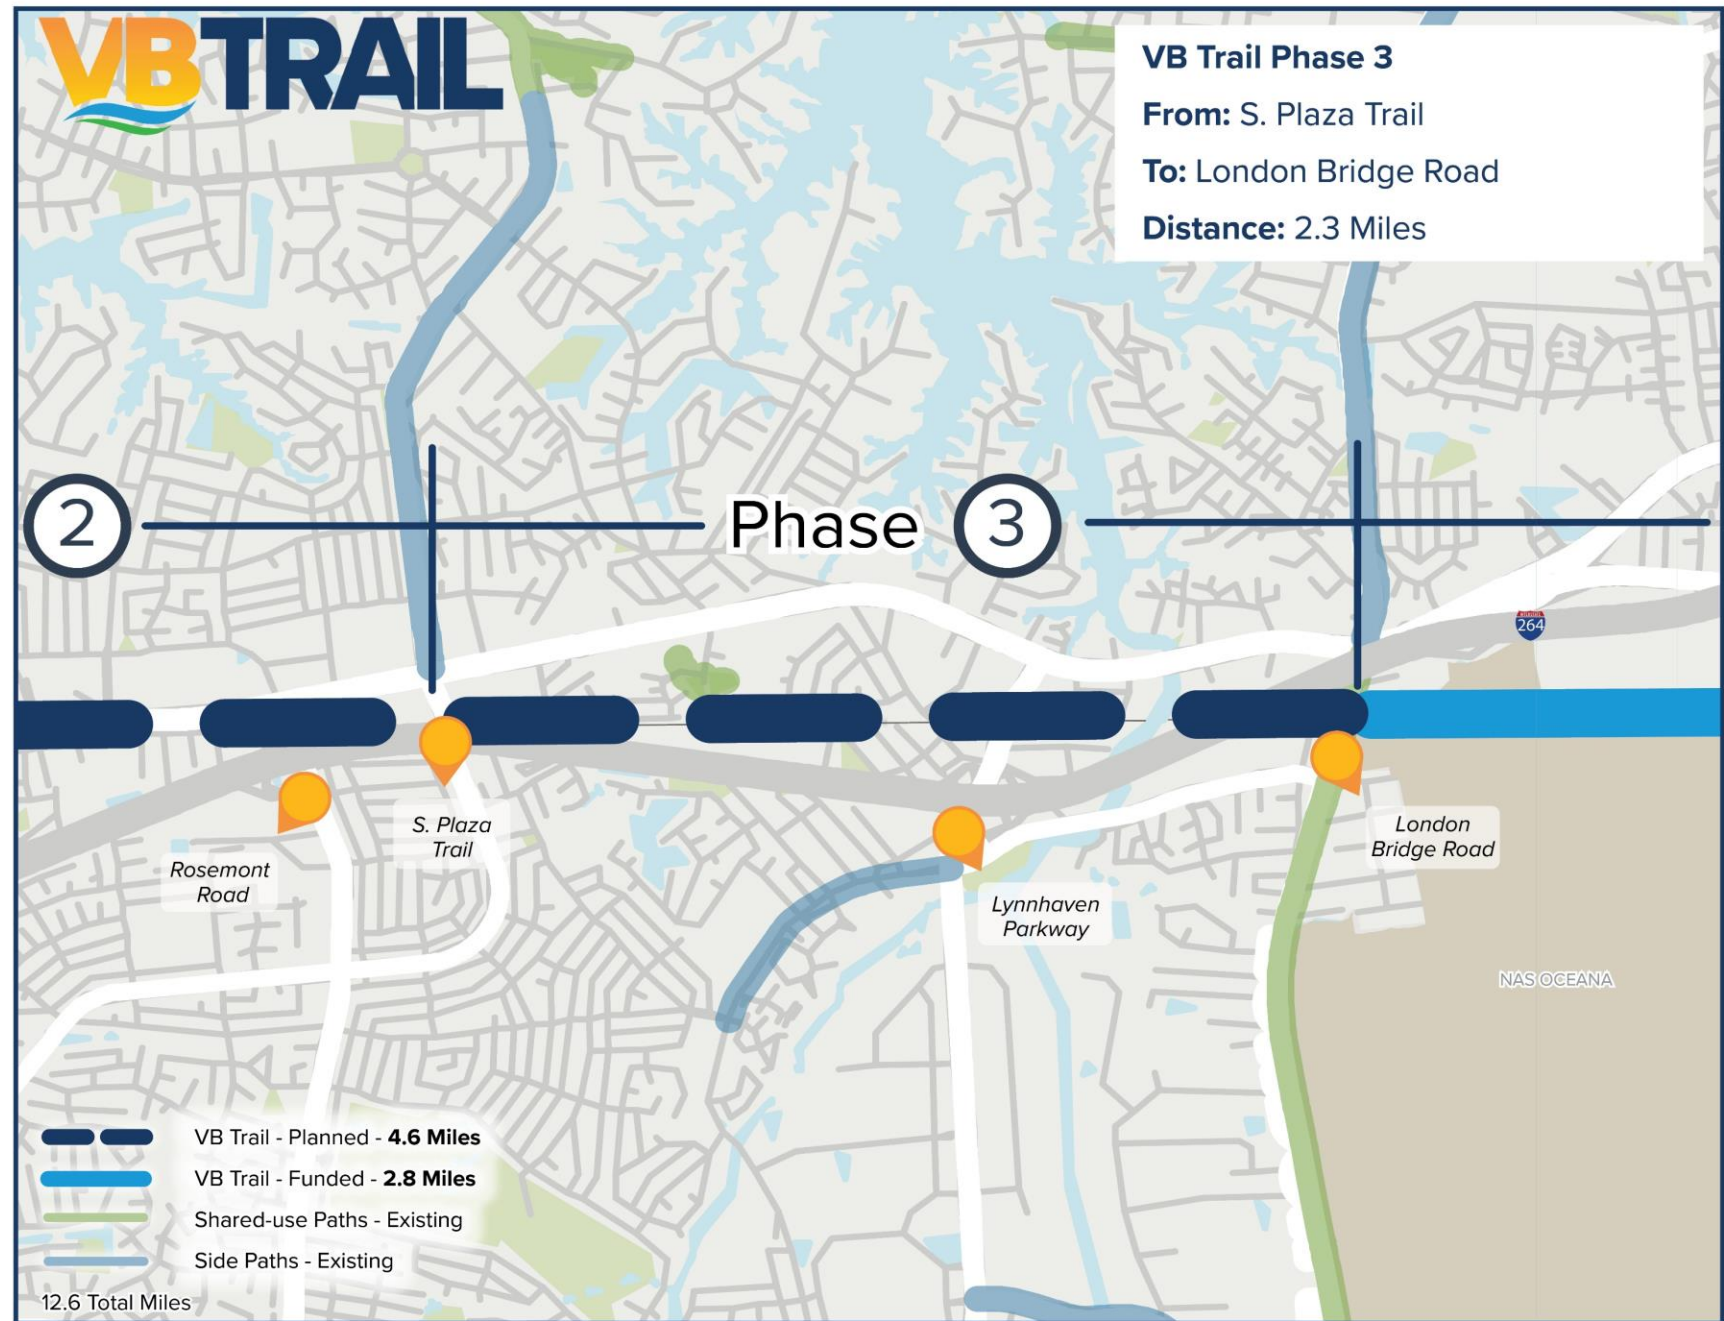 VBTRAIL
VB Trail Phase 3
From: S. Plaza Trail
To: London Bridge Road
Distance: 2.3 Miles
2
Phase
3
264
S. Plaza
Trail
Rosemont
Road
London
Bridge Road
Lynnhaven
Parkway
NAS OCEANA
VB Trail - Planned - 4.6 Miles
VB Trail - Funded - 2.8 Miles
Shared-use Paths - Existing
Side Paths - Existing
12.6 Total Miles